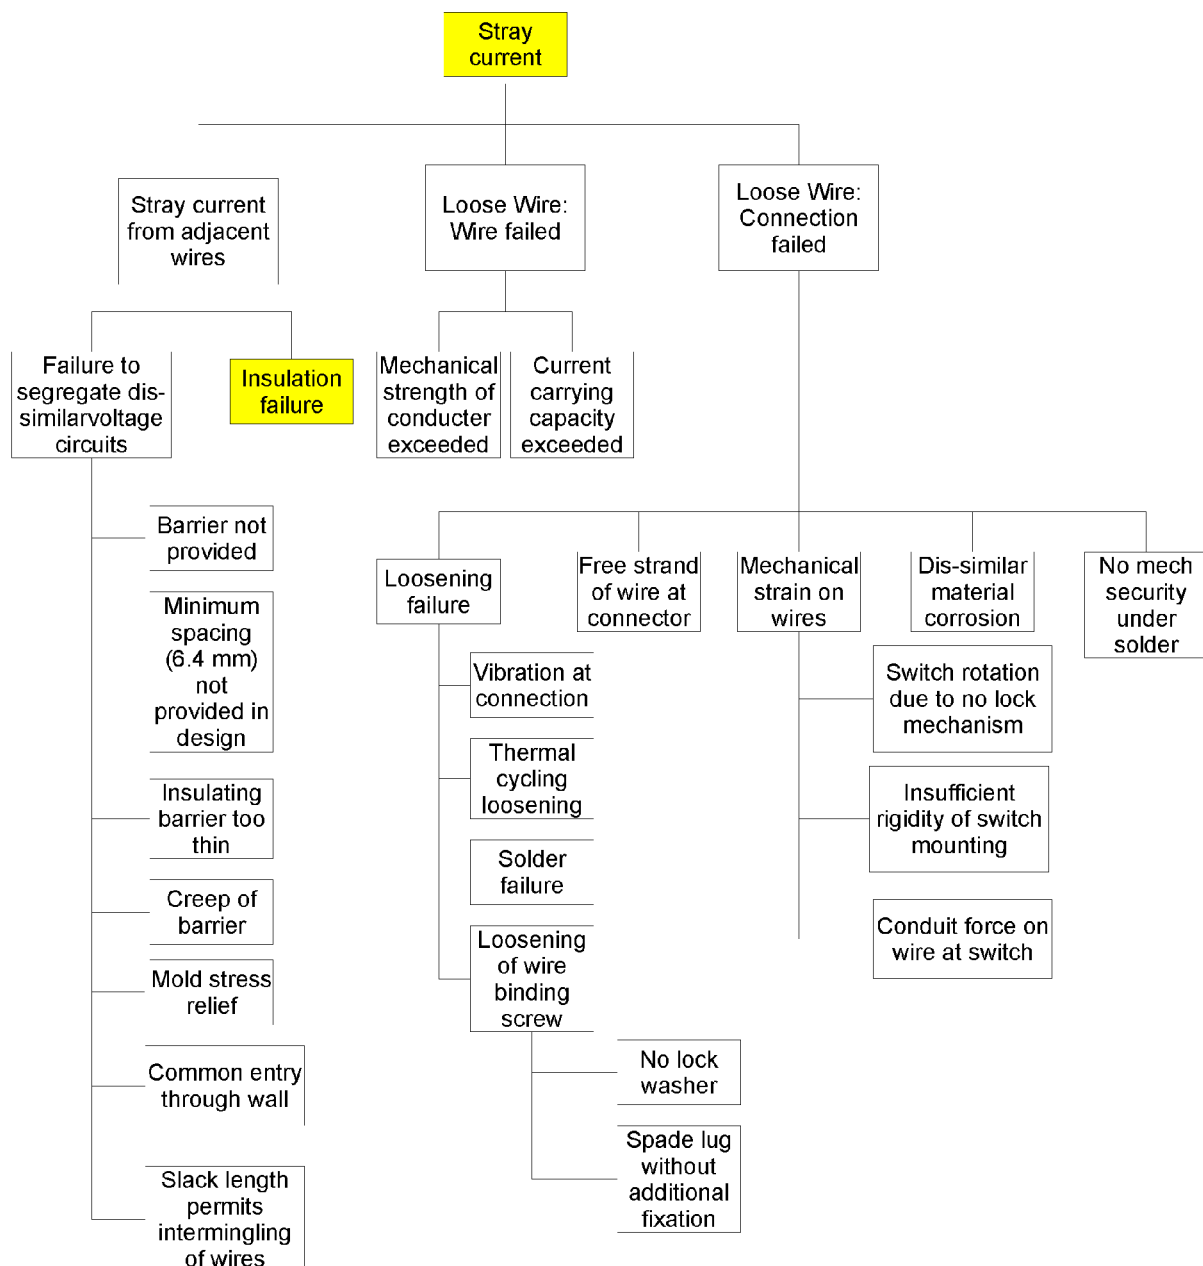 Stray
current
Stray current
from adjacent
wires
Loose Wire:
Wire failed
Loose Wire:
Connection
failed
Failure to
segregate dis-
similarvoltage
circuits
Insulation
failure
Mechanical
strength of
conducter
exceeded
Current
carrying
capacity
exceeded
Barrier not
provided
Minimum
spacing
(6.4 mm)
not
provided in
design
Insulating
barrier too
thin
Creep of
barrier
Mold stress
relief
Common entry
through wall
Slack length
permits
intermingling
of wires
Loosening
failure
Free strand
of wire at
connector
Mechanical
strain on
wires
Dis-similar
material
corrosion
No mech
security
under
solder
Vibration at
connection
Thermal
cycling
loosening
Solder
failure
Loosening
of wire
binding
screw
No lock
washer
Spade lug
without
additional
fixation
Switch rotation
due to no lock
mechanism
Insufficient
rigidity of switch
mounting
Conduit force on
wire at switch